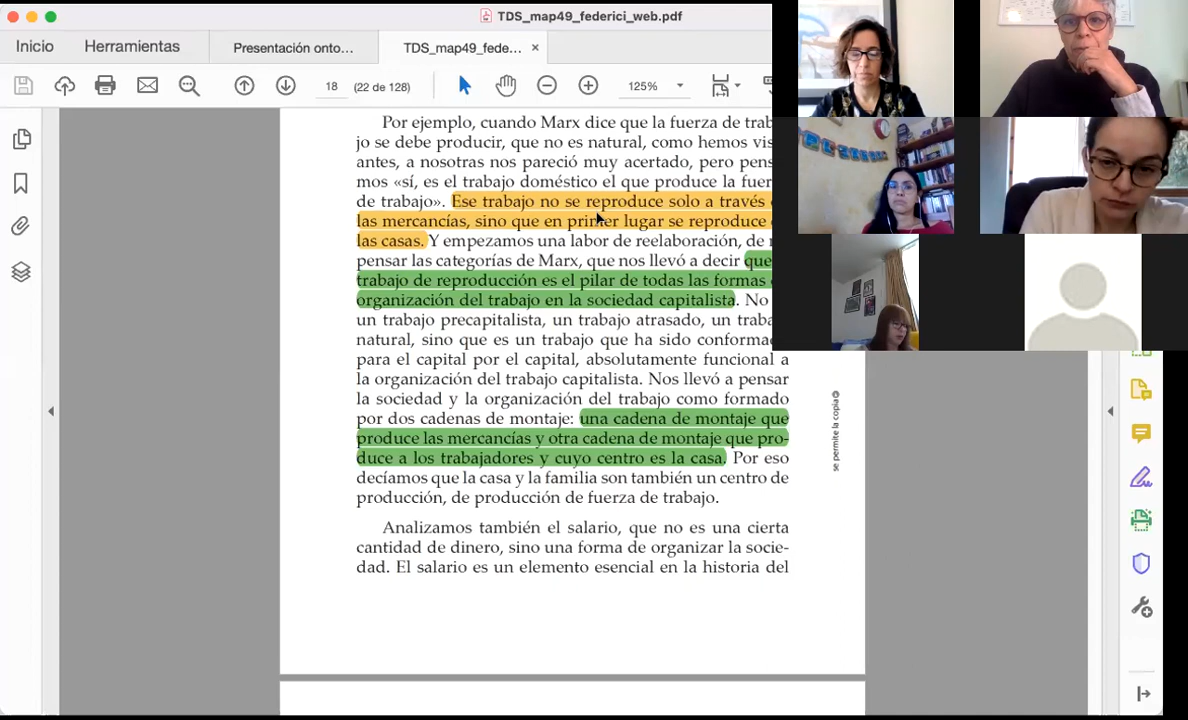 TDS_map49_federici_web.pdf
Inicio
Herramientas
Presentación onto...
TDS_map49_fede...
18
(22 de 128)
125%
Por ejemplo, cuando Marx dice que la fuerza de
jo se debe producir, que no es natural, como hemos
antes, a nosotras nos pareció muy acertado, pero
mos «sí, es el trabajo doméstico el que produce la
de trabajo». Ese trabajo no se reproduce solo a través
las mercancías, sino que en primer lugar se reproduce
las casas. Y empezamos una labor de reelaboración, de
pensar las categorías de Marx, que nos llevó a decir que
trabajo de reproducción es el pilar de todas las formas
organización del trabajo en la sociedad capitalista. No
un trabajo precapitalista, un trabajo atrasado, un
natural, sino que es un trabajo que ha sido
para el capital por el capital, absolutamente funcional a
la organización del trabajo capitalista. Nos llevó a pensar
la sociedad y la organización del trabajo como formado
por dos cadenas de montaje: una cadena de montaje que
produce las mercancías y otra cadena de montaje que pro-
duce a los trabajadores y cuyo centro es la casa. Por eso
decíamos que la casa y la familia son también un centro de
producción, de producción de fuerza de trabajo.
Analizamos también el salario, que no es una cierta
cantidad de dinero, sino una forma de organizar la socie-
dad. El salario es un elemento esencial en la historia del
se permite la copia©